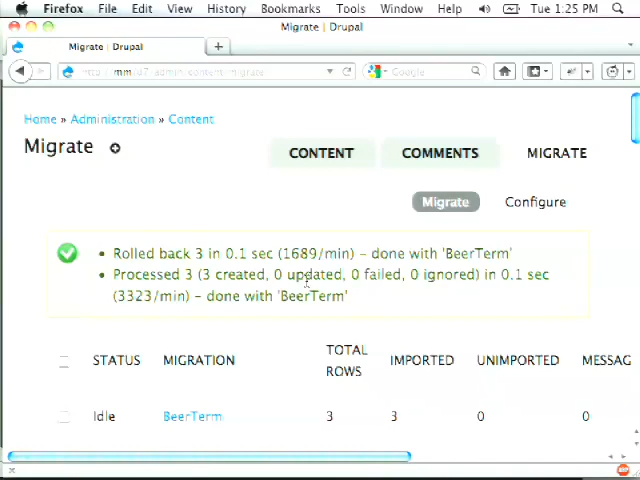 Firefox File Edit View History Bookmarks Tools Window Help Tue 1:25 PM
Migrate | Drupal
Migrate | Drupal +
Google
Home » Administration » Content
Migrate
CONTENT COMMENTS MIGRATE
Migrate Configure
• Rolled back 3 in 0.1 sec (1689/min) – done with 'BeerTerm'
• Processed 3 (3 created, 0 updated, 0 failed, 0 ignored) in 0.1 sec
(3323/min) – done with 'BeerTerm'
STATUS MIGRATION TOTAL ROWS IMPORTED UNIMPORTED MESSAG
Idle BeerTerm 3 3 0 0